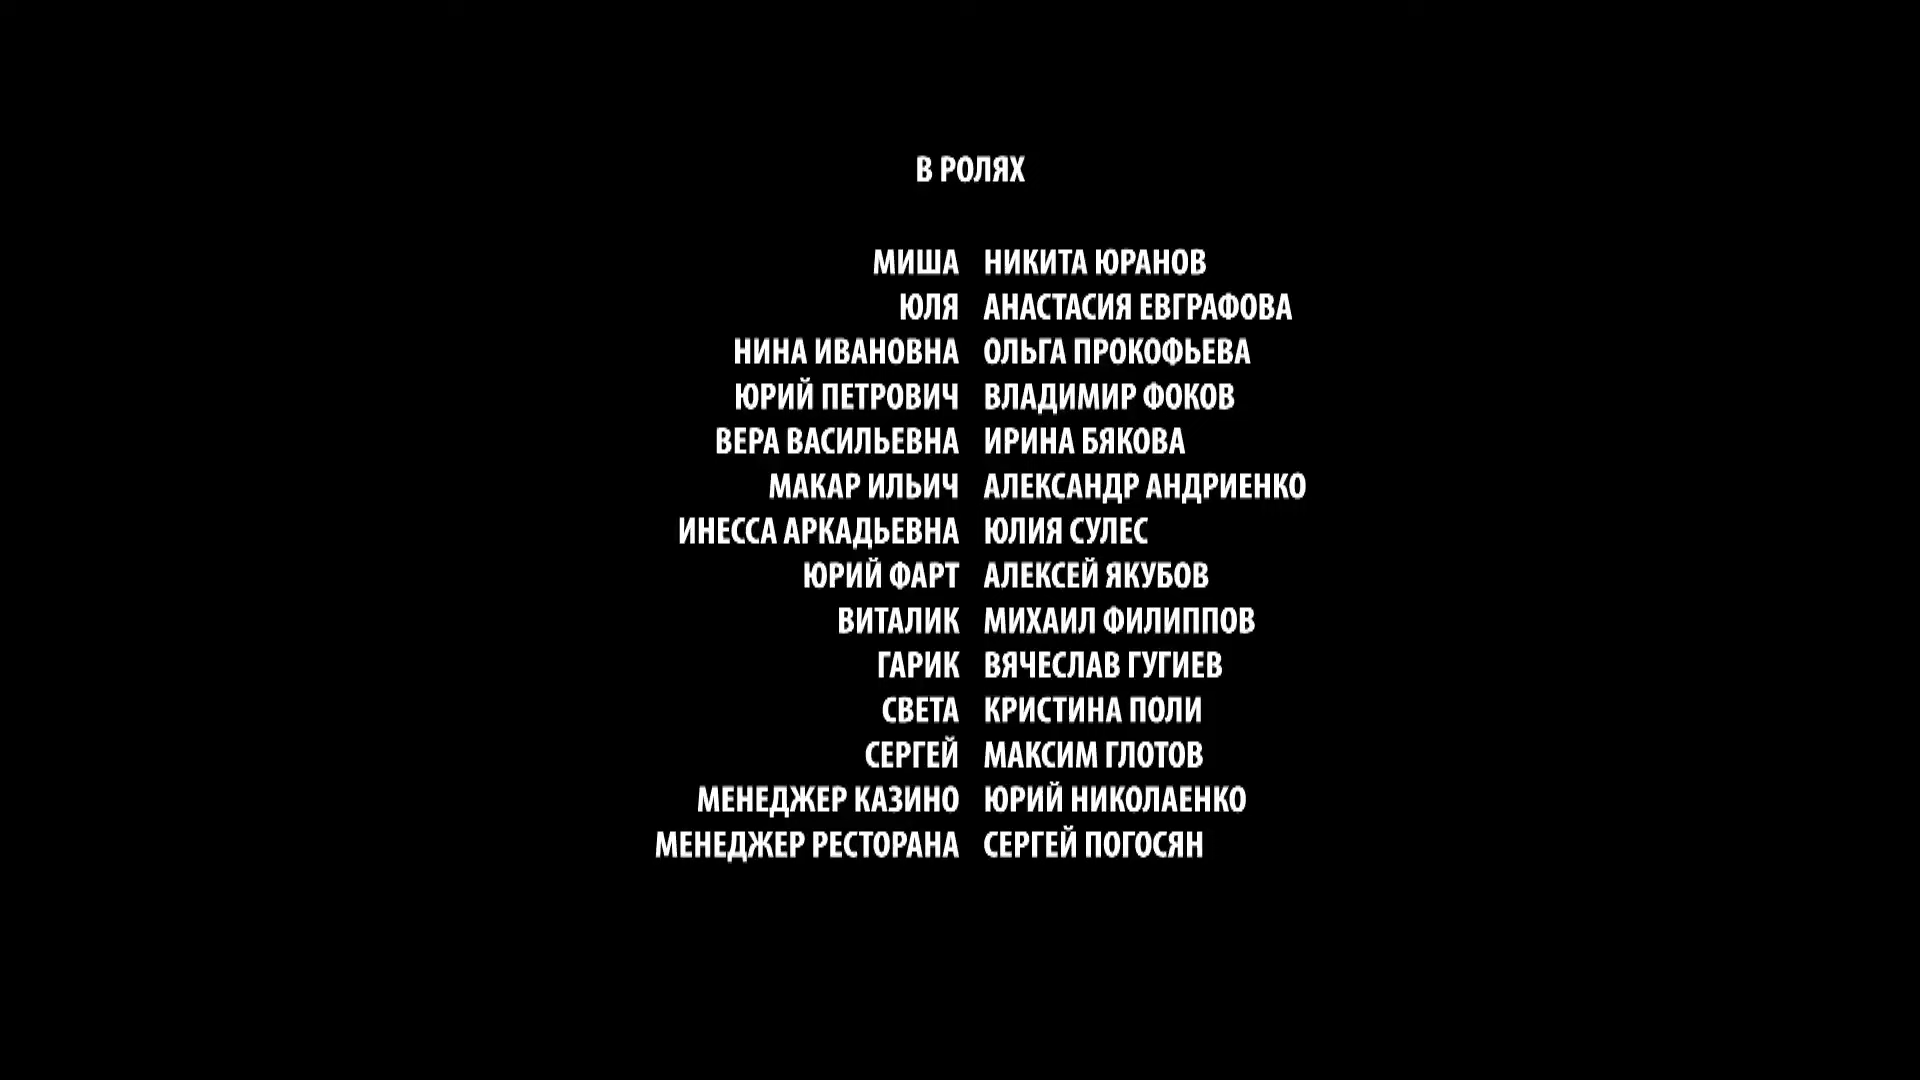 В РОЛЯХ
МИША НИКИТА ЮРАНОВ
ЮЛЯ АНАСТАСИЯ ЕВГРАФОВА
НИНА ИВАНОВНА ОЛЬГА ПРОКОФЬЕВА
ЮРИЙ ПЕТРОВИЧ ВЛАДИМИР ФОКОВ
ВЕРА ВАСИЛЬЕВНА ИРИНА БЯКОВА
МАКАР ИЛЬИЧ АЛЕКСАНДР АНДРИЕНКО
ИНЕССА АРКАДЬЕВНА ЮЛИЯ СУЛЕС
ЮРИЙ ФАРТ АЛЕКСЕЙ ЯКУБОВ
ВИТАЛИК МИХАИЛ ФИЛИППОВ
ГАРИК ВЯЧЕСЛАВ ГУГИЕВ
СВЕТА КРИСТИНА ПОЛИ
СЕРГЕЙ МАКСИМ ГЛОТОВ
МЕНЕДЖЕР КАЗИНО ЮРИЙ НИКОЛАЕНКО
МЕНЕДЖЕР РЕСТОРАНА СЕРГЕЙ ПОГОСЯН